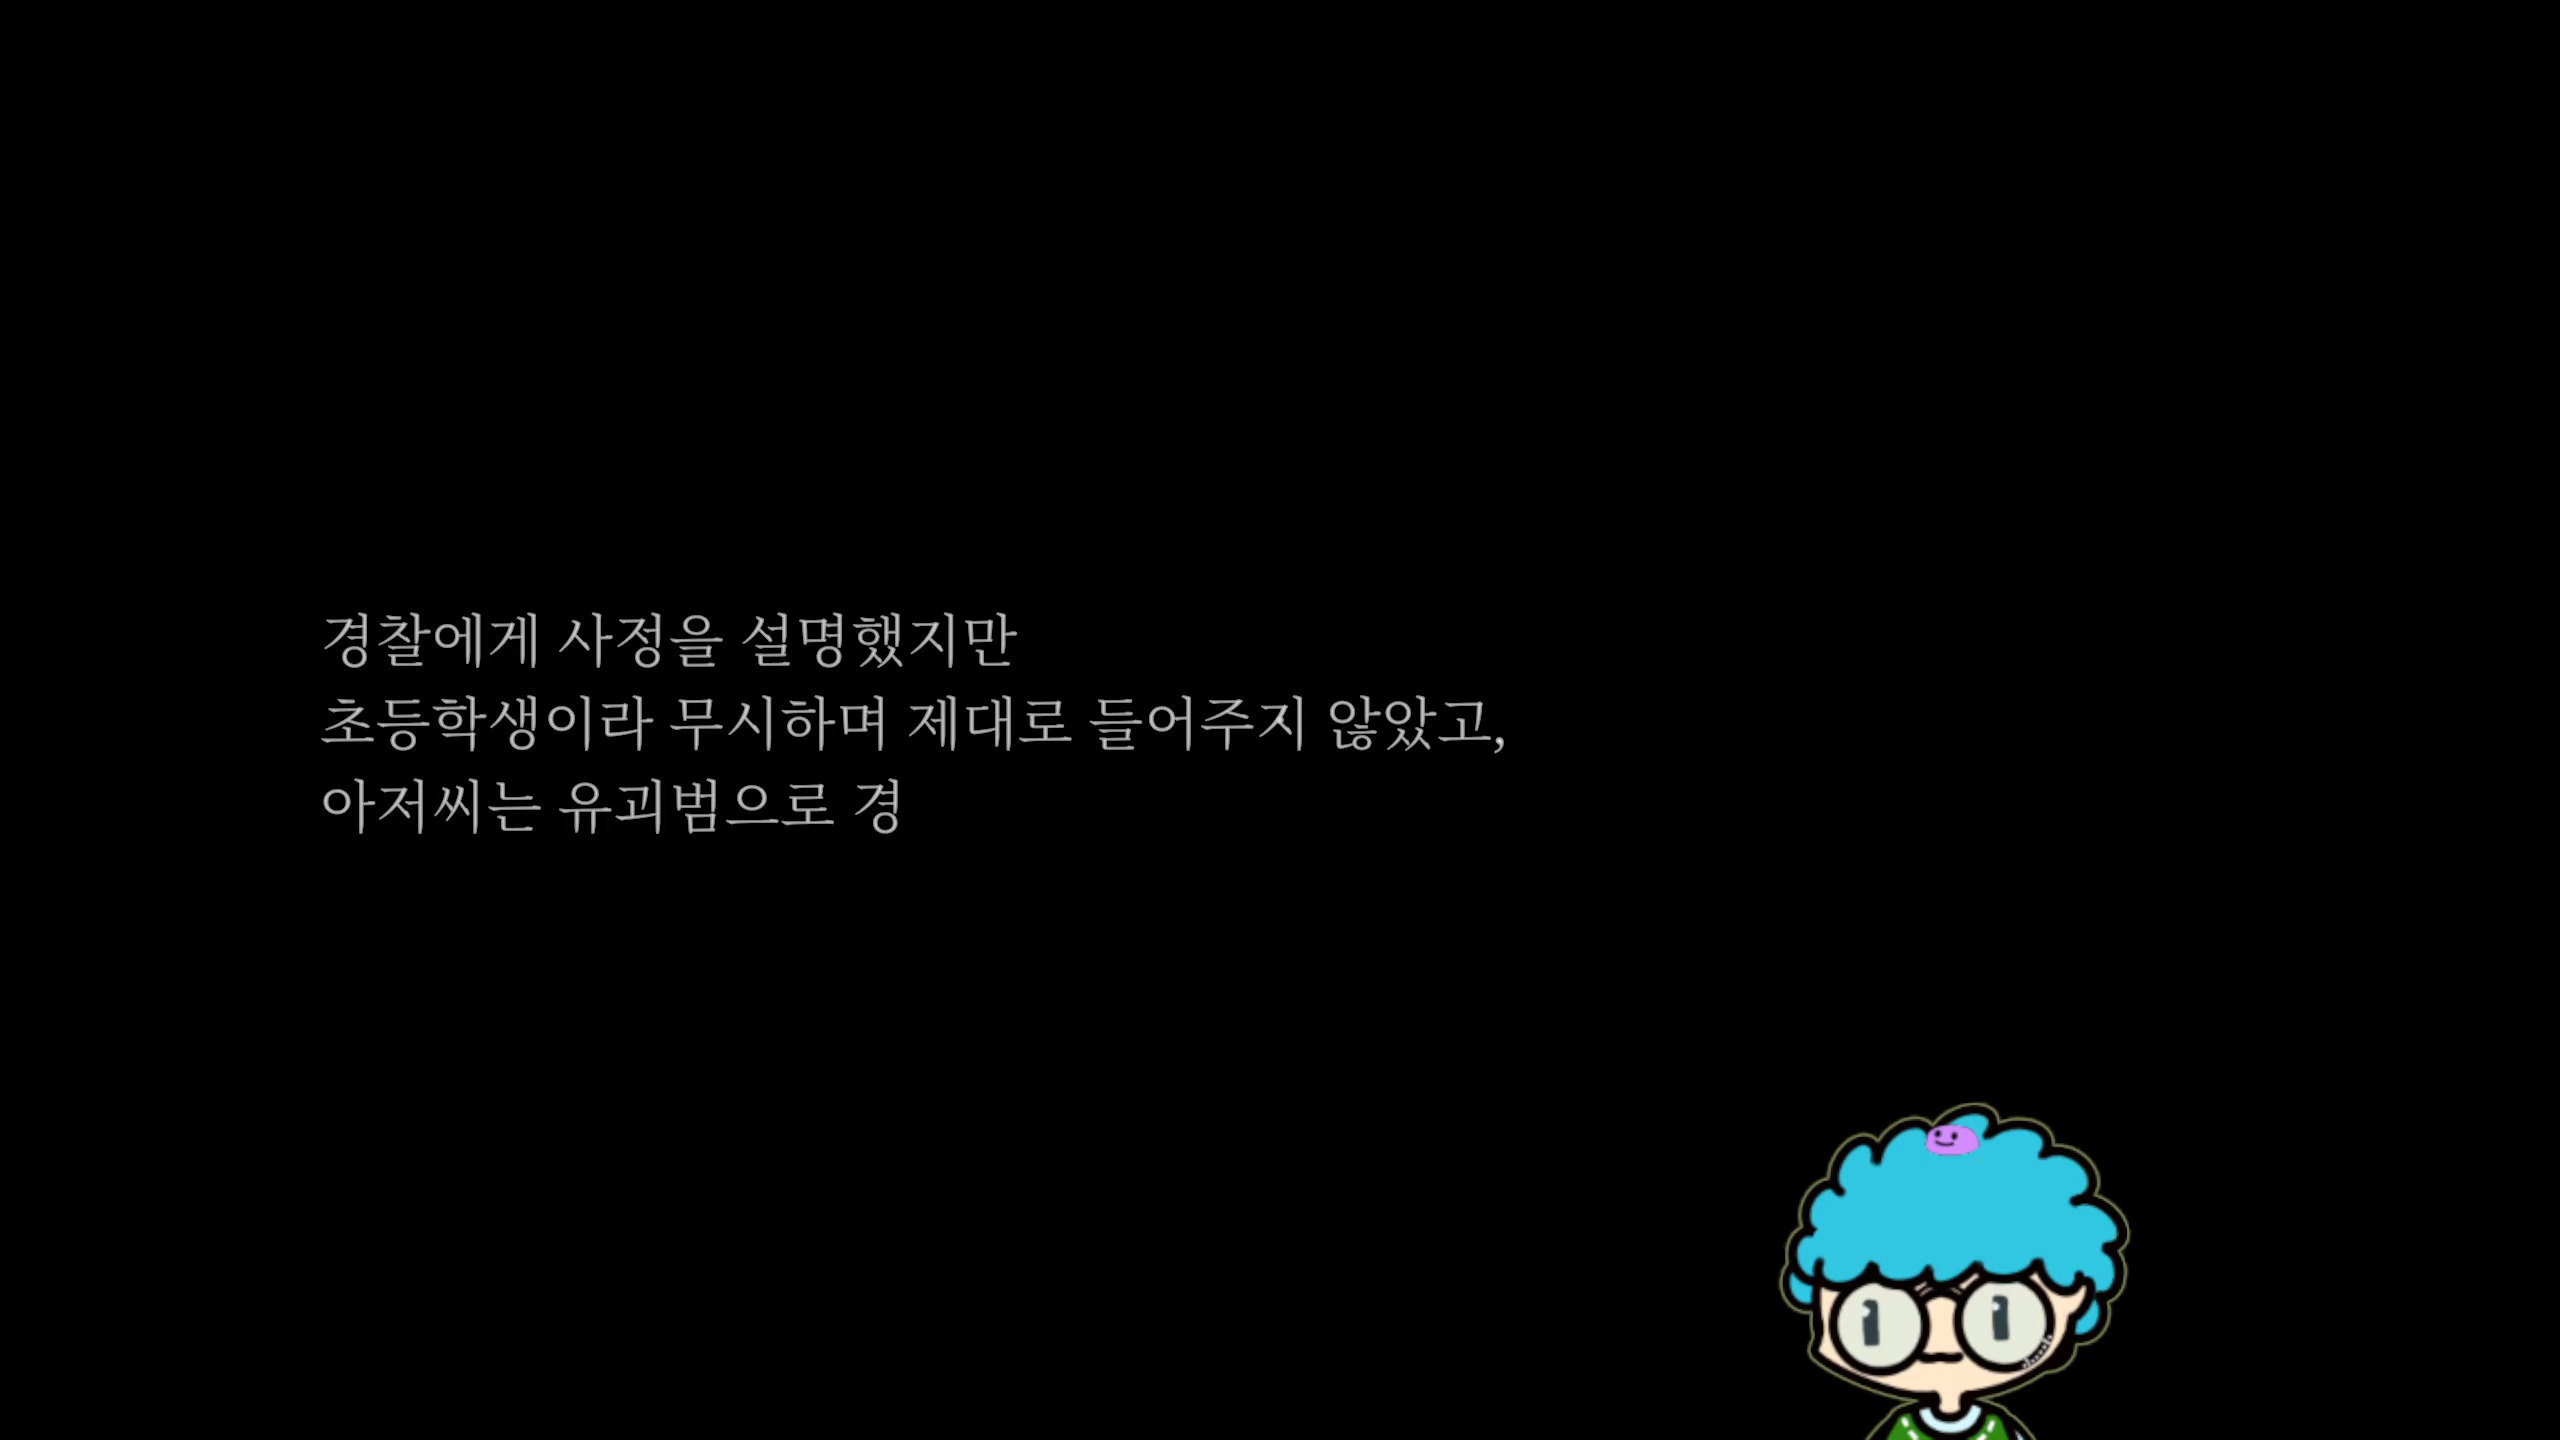 경찰에게 사정을 설명했지만
초등학생이라 무시하며 제대로 들어주지 않았고,
아저씨는 유괴범으로 경